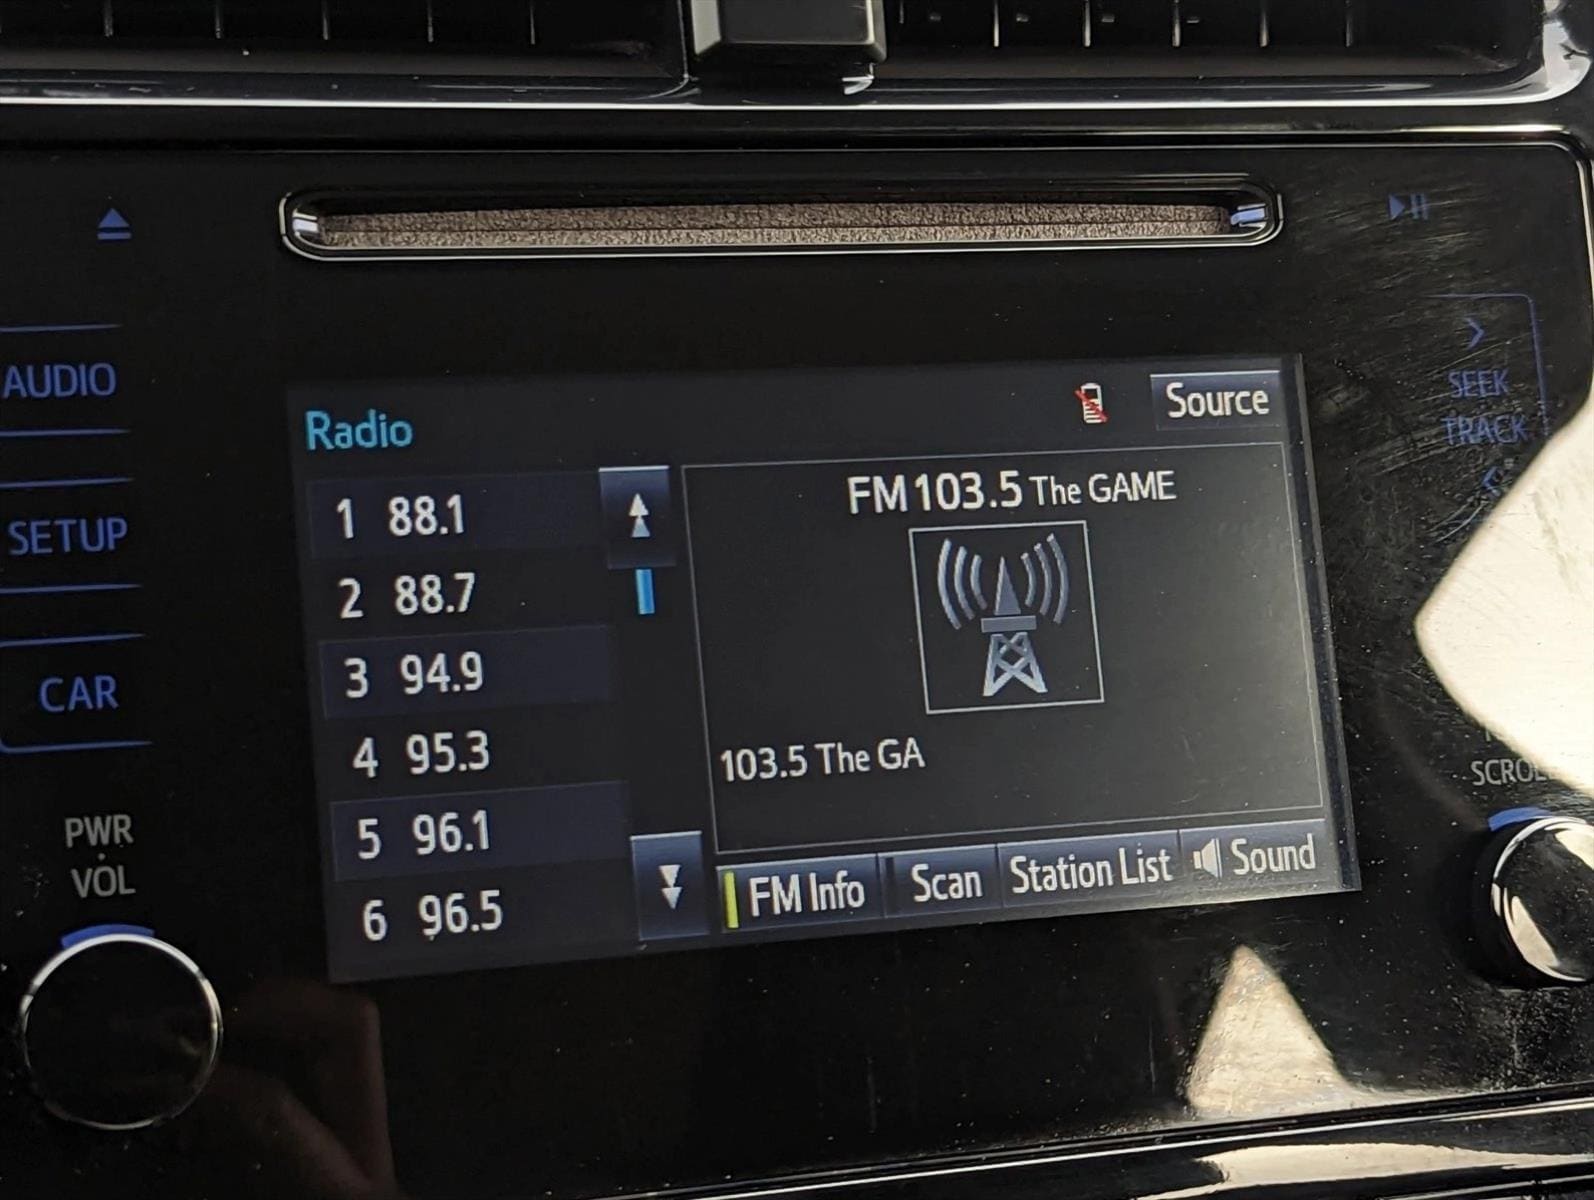 AUDIO
SETUP
CAR
PWR
VOL
Radio
Source
1 88.1
2 88.7
3 94.9
4 95.3
5 96.1
6 96.5
FM 103.5 The GAME
103.5 The GA
FM Info
Scan
Station List
Sound
SEEK
TRACK